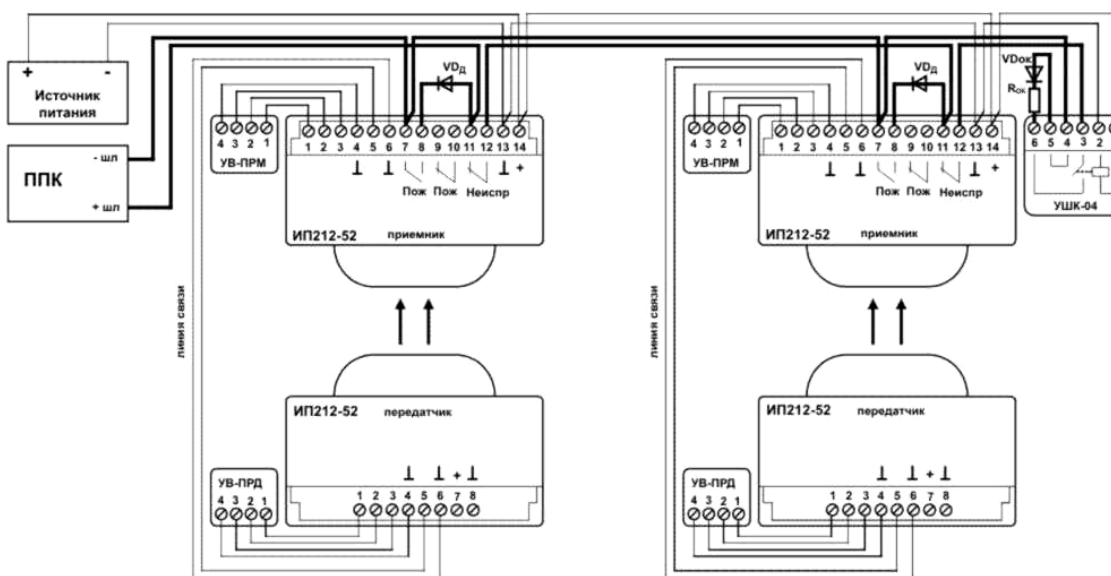 + -
Источник
питания
- шл
ППК
+ шл
VDД
4 3 2 1
УВ-ПРМ
1 2 3 4 5 6 7 8 9 10 11 12 13 14
+
Пож Пож Неиспр
ИП212-52 приемник
линия связи
ИП212-52 передатчик
+
УВ-ПРД
4 3 2 1
1 2 3 4 5 6 7 8
VDД
4 3 2 1
УВ-ПРМ
1 2 3 4 5 6 7 8 9 10 11 12 13 14
+
Пож Пож Неиспр
ИП212-52 приемник
линия связи
ИП212-52 передатчик
+
УВ-ПРД
4 3 2 1
1 2 3 4 5 6 7 8
VDок
Rок
6 5 4 3 2
УШК-04